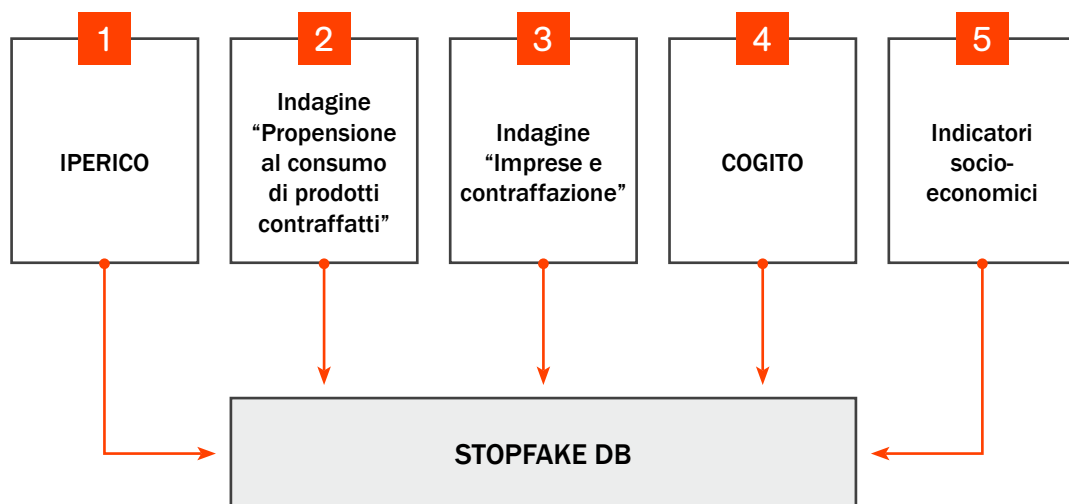 1
IPERICO
2
Indagine
“Propensione
al consumo
di prodotti
contraffatti”
3
Indagine
“Imprese e
contraffazione”
4
COGITO
5
Indicatori
socio-
economici
STOPFAKE DB